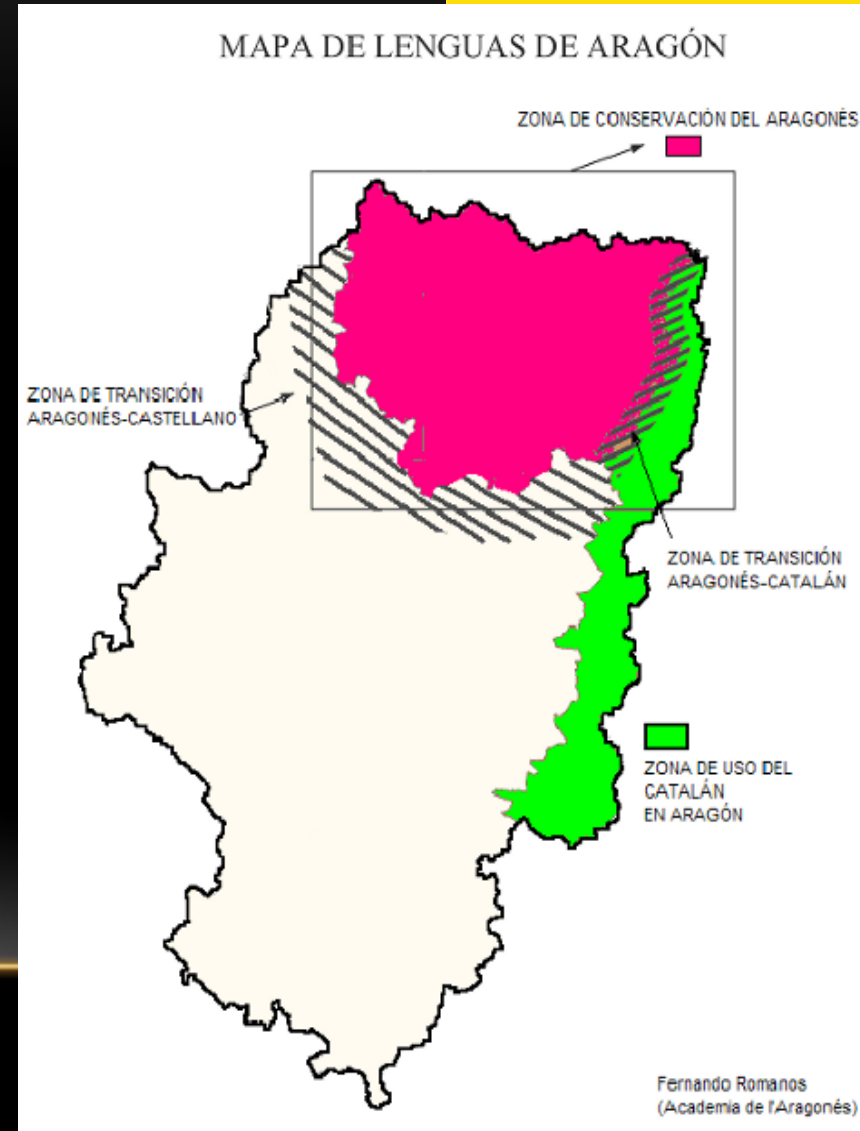 MAPA DE LENGUAS DE ARAGÓN
ZONA DE CONSERVACIÓN DEL ARAGONÉS
ZONA DE TRANSICIÓN
ARAGONÉS-CASTELLANO
ZONA DE TRANSICIÓN
ARAGONÉS-CATALÁN
ZONA DE USO DEL
CATALÁN
EN ARAGÓN
Fernando Romanos
(Academia de l'Aragonés)